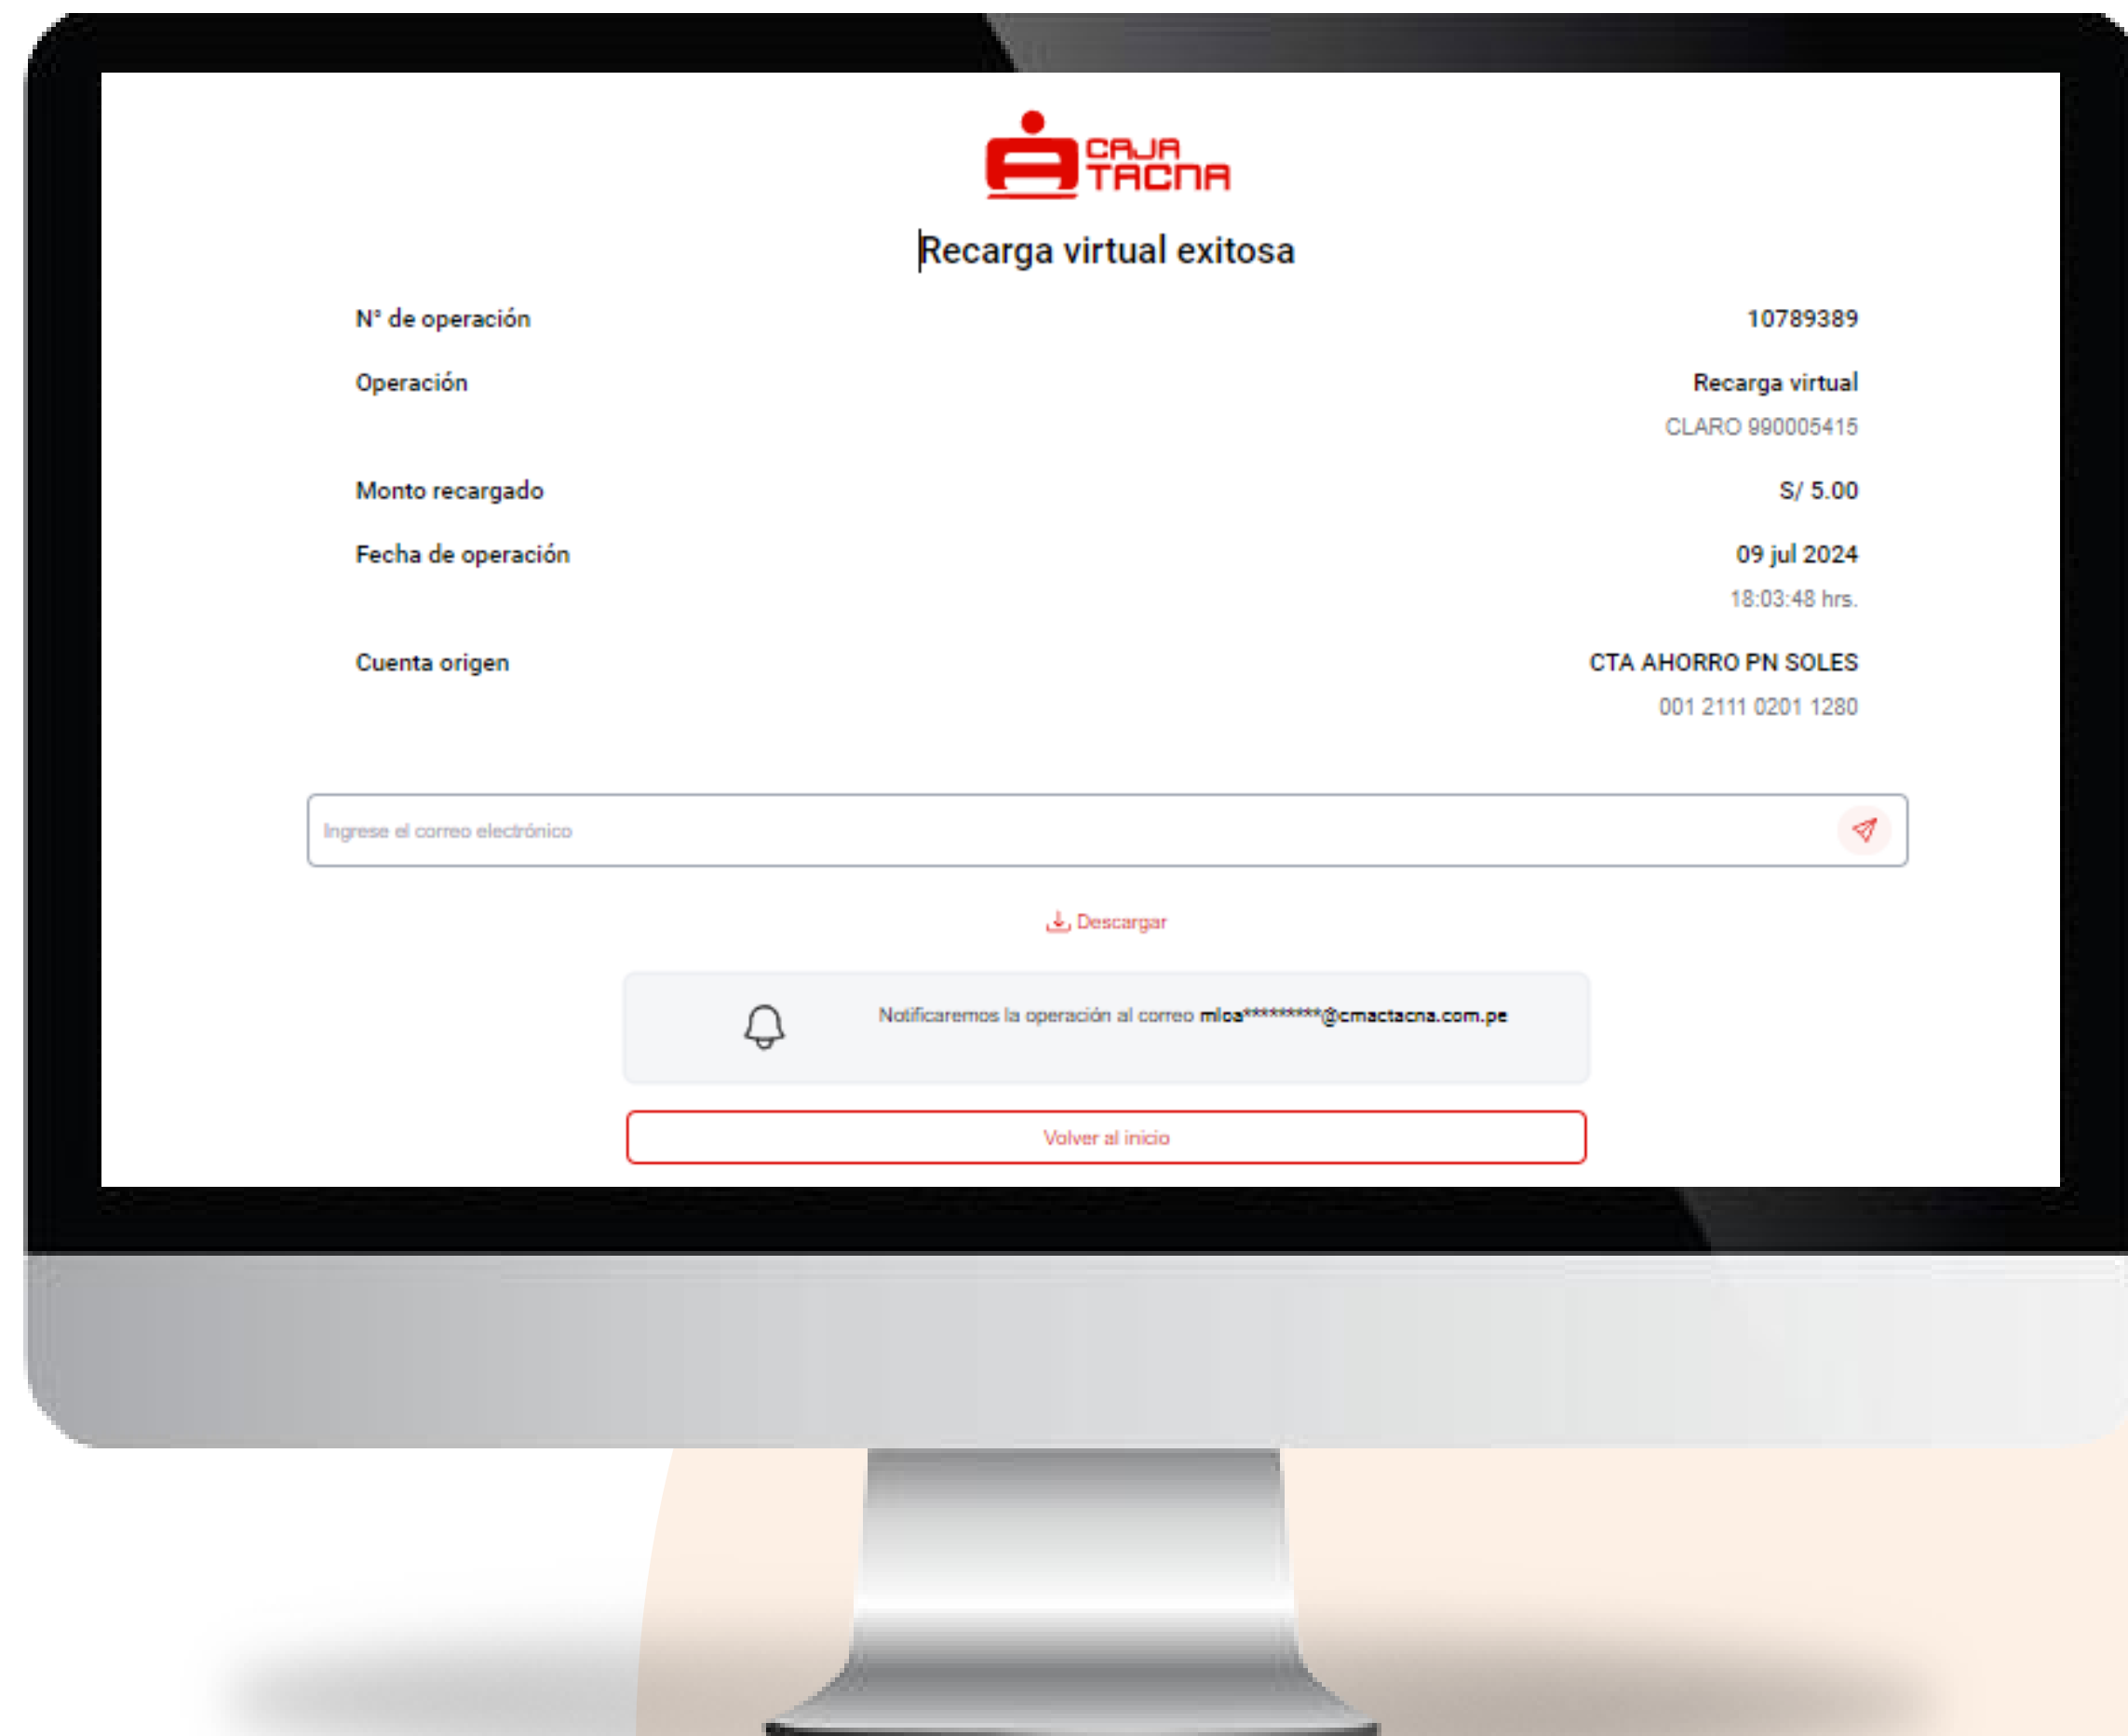 CAJA
TACNA
Recarga virtual exitosa
N° de operación 10789389
Operación Recarga virtual
CLARO 990005415
Monto recargado S/ 5.00
Fecha de operación 09 jul 2024
18:03:48 hrs.
Cuenta origen CTA AHORRO PN SOLES
001 2111 0201 1280
Ingrese el correo electrónico
Descargar
Notificaremos la operación al correo mloa*********@cmactacna.com.pe
Volver al inicio